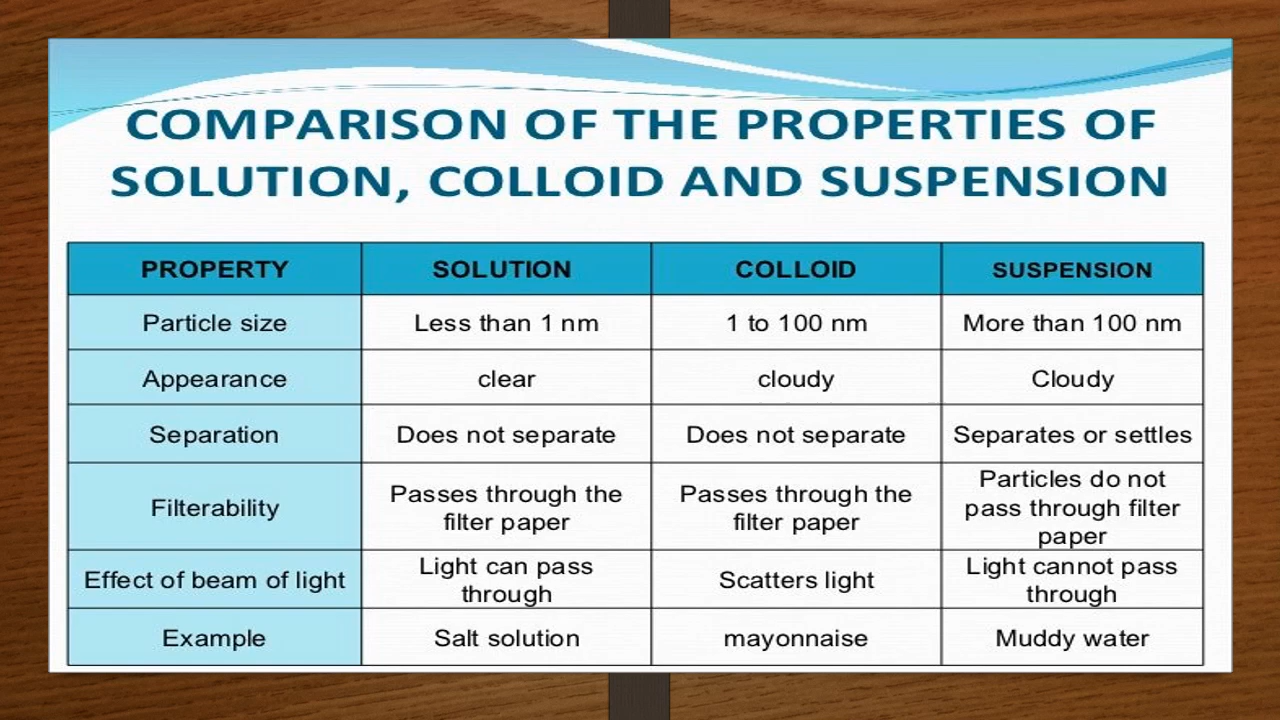 COMPARISON OF THE PROPERTIES OF
SOLUTION, COLLOID AND SUSPENSION
PROPERTY SOLUTION COLLOID SUSPENSION
Particle size Less than 1 nm 1 to 100 nm More than 100 nm
Appearance clear cloudy Cloudy
Separation Does not separate Does not separate Separates or settles
Filterability
Passes through the
filter paper
Passes through the
filter paper
Particles do not
pass through filter
paper
Effect of beam of light
Light can pass
through
Scatters light
Light cannot pass
through
Example Salt solution mayonnaise Muddy water